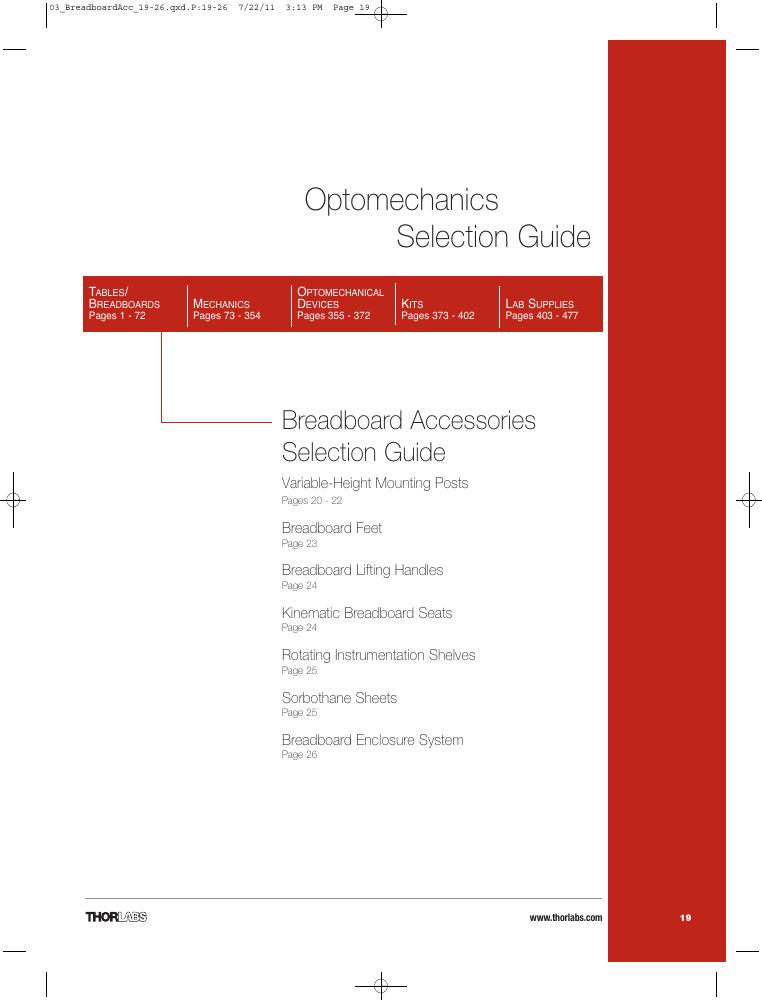 03_BreadboardAcc_19-26.qxd.P:19-26 7/22/11 3:13 PM Page 19
Optomechanics
Selection Guide
TABLES/
BREADBOARDS
Pages 1 - 72
MECHANICS
Pages 73 - 354
OPTOMECHANICAL
DEVICES
Pages 355 - 372
KITS
Pages 373 - 402
LAB SUPPLIES
Pages 403 - 477
Breadboard Accessories
Selection Guide
Variable-Height Mounting Posts
Pages 20 - 22
Breadboard Feet
Page 23
Breadboard Lifting Handles
Page 24
Kinematic Breadboard Seats
Page 24
Rotating Instrumentation Shelves
Page 25
Sorbothane Sheets
Page 25
Breadboard Enclosure System
Page 26
THORLABS
www.thorlabs.com
19